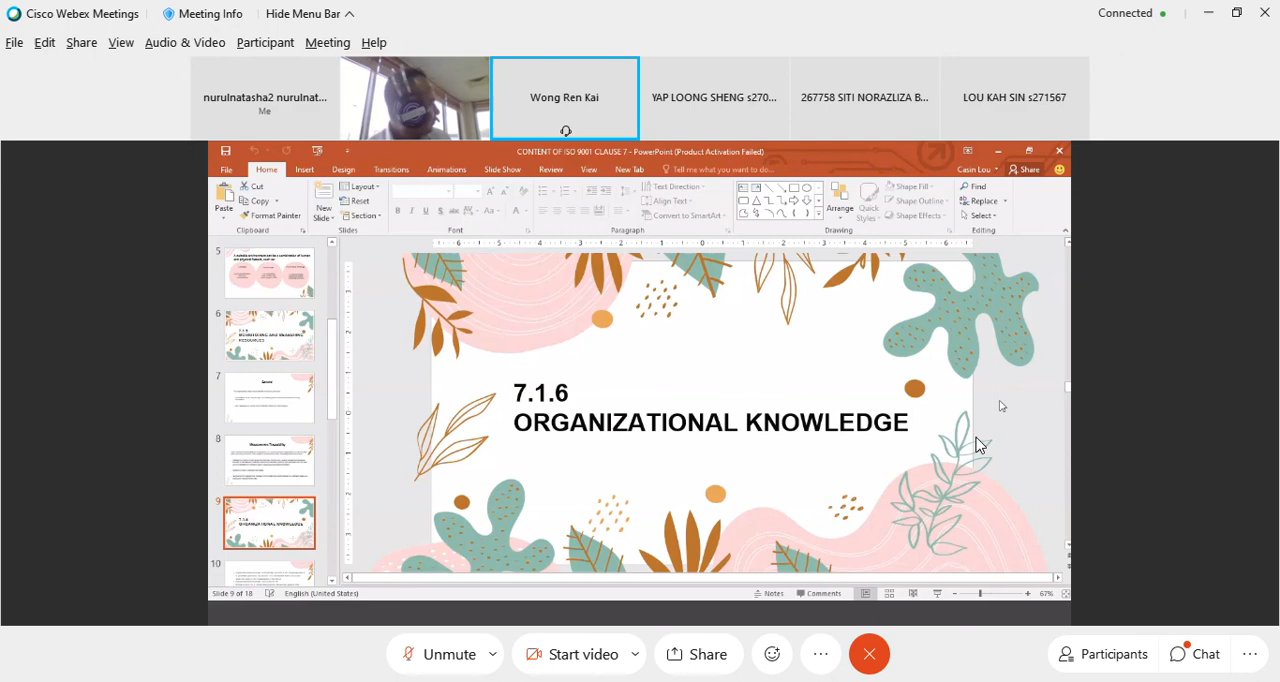 Cisco Webex Meetings
Meeting Info
Hide Menu Bar
Connected
File Edit Share View Audio & Video Participant Meeting Help
nurulnatasha2 nurulnat...
Me
Wong Ren Kai
YAP LOONG SHENG s270...
267758 SITI NORAZLIZA B...
LOU KAH SIN s271567
CONTENT OF ISO 9001 CLAUSE 7 - PowerPoint (Product Activation Failed)
File Home Insert Design Transitions Animations Slide Show Review View New Tab Tell me what you want to do... Casin Lou Share
Paste
Cut
Copy
Format Painter
Clipboard
New
Slide
Layout
Reset
Section
Slides
Font
Text Direction
Align Text
Convert to SmartArt
Paragraph
Arrange
Quick
Styles
Shape Fill
Shape Outline
Shape Effects
Drawing
Find
Replace
Select
Editing
5
6
7
8
9
10
7.1.6
ORGANIZATIONAL KNOWLEDGE
Slide 9 of 18 English (United States) Notes Comments 67%
Unmute
Start video
Share
Participants
Chat